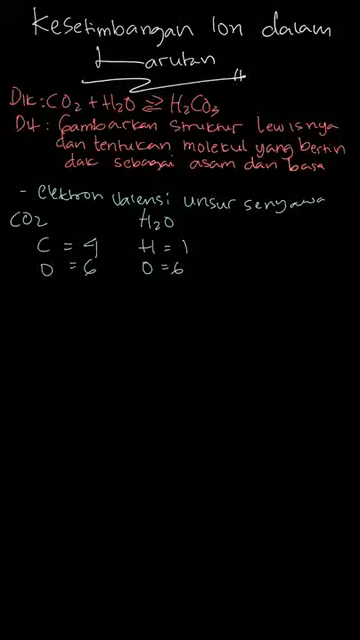 Kesetimbangan Ion dalam
Larutan
Dik: CO2 + H2O ⇄ H2CO3
Dit: Gambarkan struktur lewisnya
dan tentukan molekul yang bertin
dak sebagai asam dan basa
- elektron valensi unsur senyawa
CO2 H2O
C = 4 H = 1
O = 6 O = 6